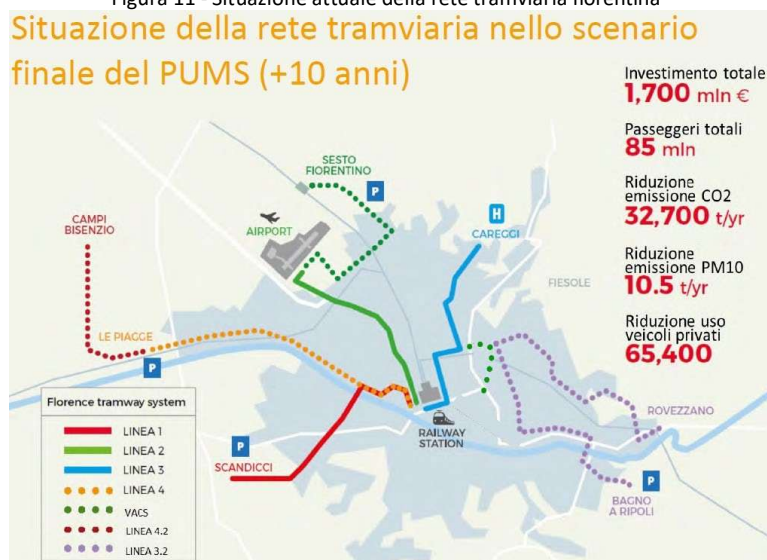 Figura 11 - Situazione attuale della rete tramviaria fiorentina
Situazione della rete tramviaria nello scenario
finale del PUMS (+10 anni)
Investimento totale
1,700 mln €
Passeggeri totali
85 mln
Riduzione
emissione CO2
32,700 t/yr
Riduzione
emissione PM10
10.5 t/yr
Riduzione uso
veicoli privati
65,400
SESTO
FIORENTINO
P
CAMPI
BISENZIO
AIRPORT
H
CAREGGI
FIESOLE
LE PIAGGE
P
ROVEZZANO
RAILWAY
STATION
P
SCANDICCI
P
BAGNO
A RIPOLI
Florence tramway system
LINEA 1
LINEA 2
LINEA 3
LINEA 4
VACS
LINEA 4.2
LINEA 3.2